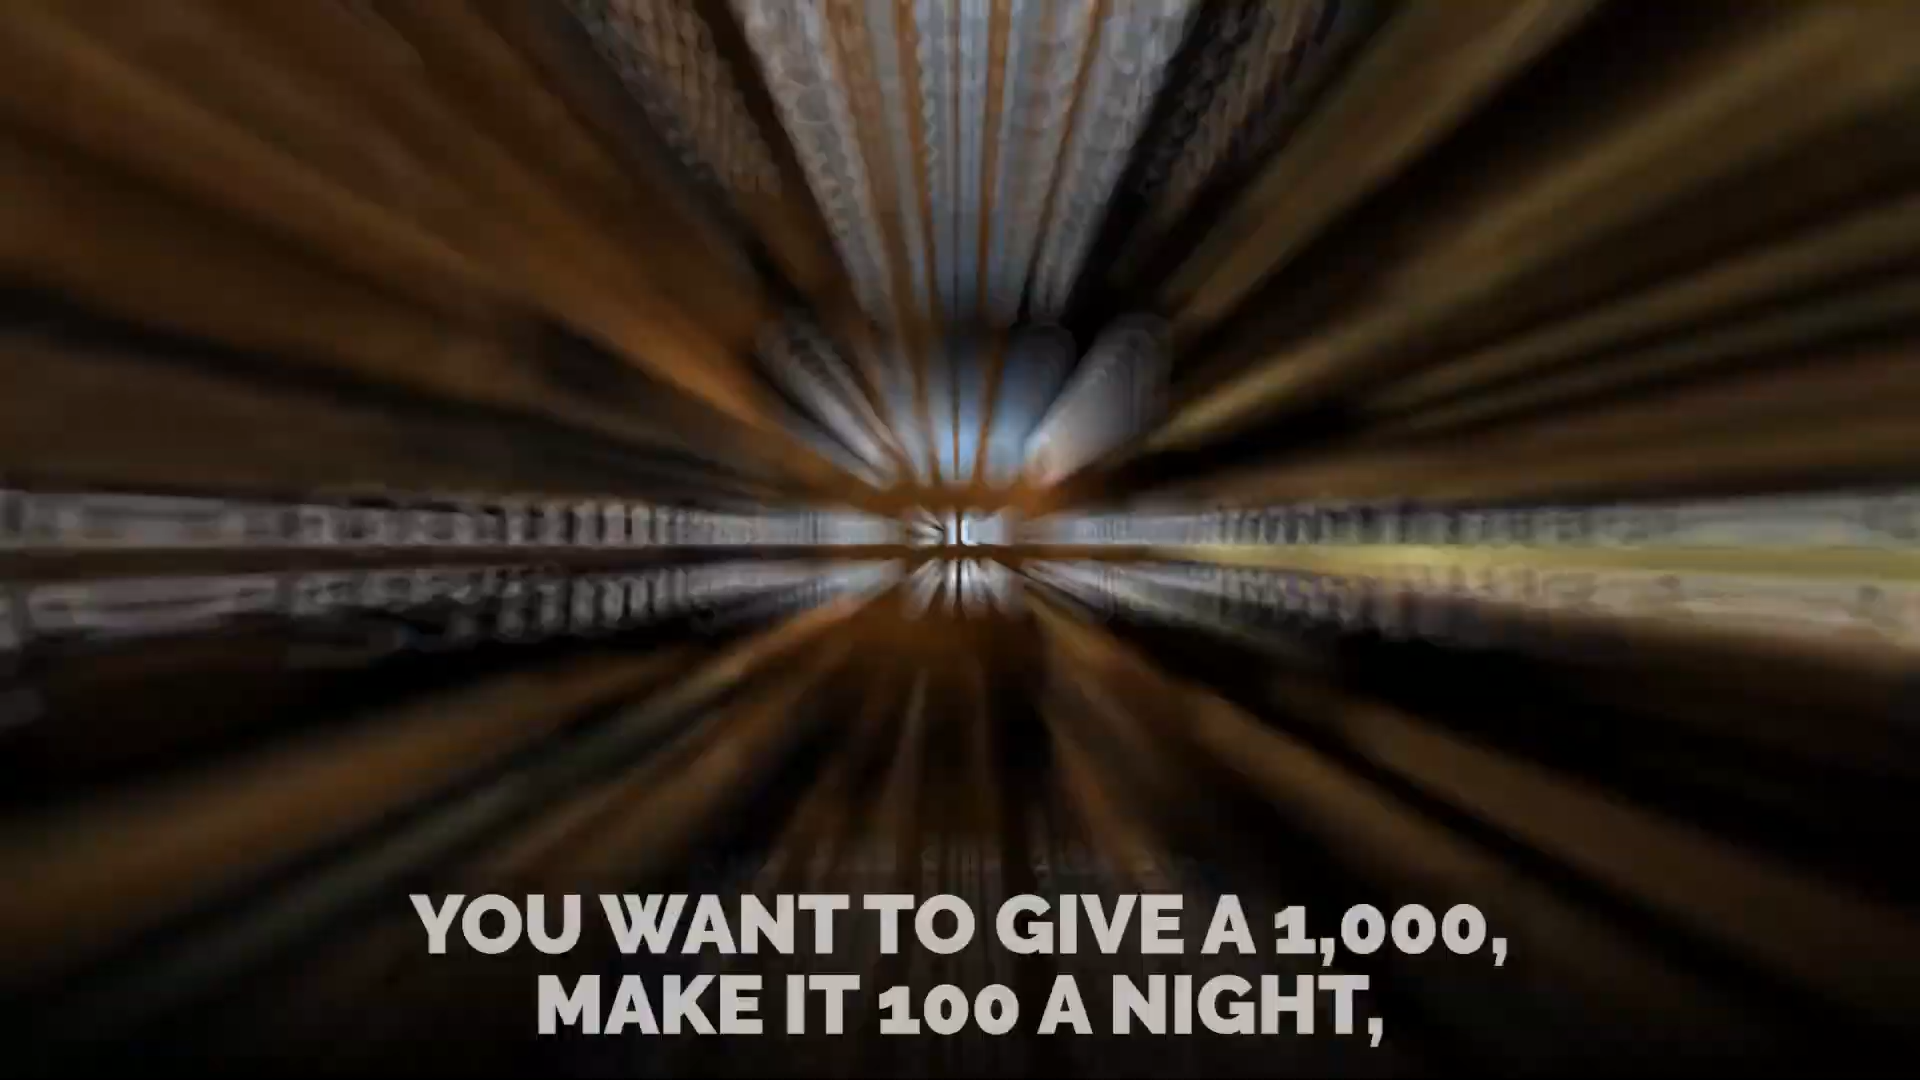 YOU WANT TO GIVE A 1,000,
MAKE IT 100 A NIGHT,